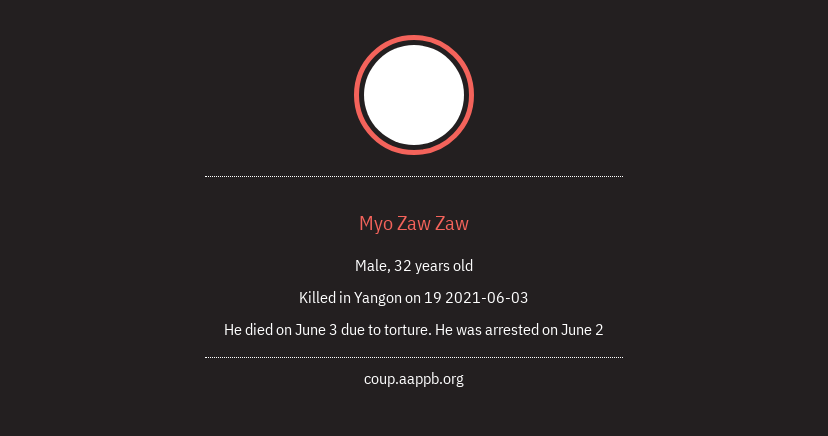 Myo Zaw Zaw
Male, 32 years old
Killed in Yangon on 19 2021-06-03
He died on June 3 due to torture. He was arrested on June 2
coup.aappb.org